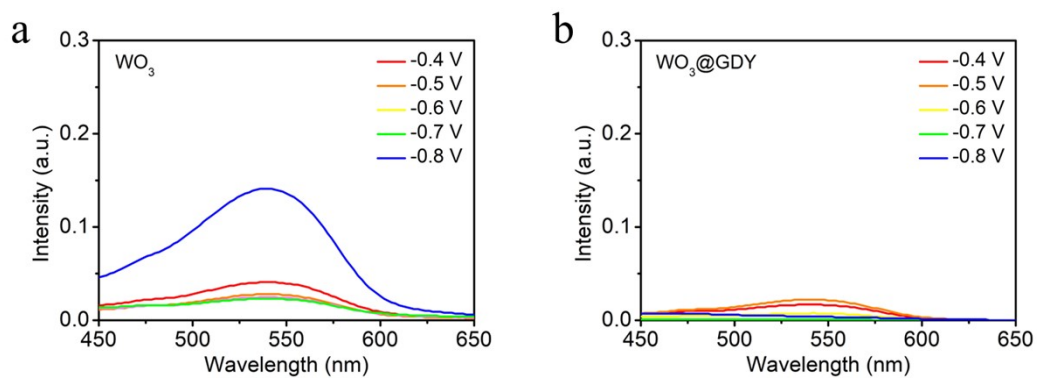 a
WO3
-0.4 V
-0.5 V
-0.6 V
-0.7 V
-0.8 V
0.3
0.2
0.1
0.0
Intensity (a.u.)
450 500 550 600 650
Wavelength (nm)
b
WO3@GDY
-0.4 V
-0.5 V
-0.6 V
-0.7 V
-0.8 V
0.3
0.2
0.1
0.0
Intensity (a.u.)
450 500 550 600 650
Wavelength (nm)